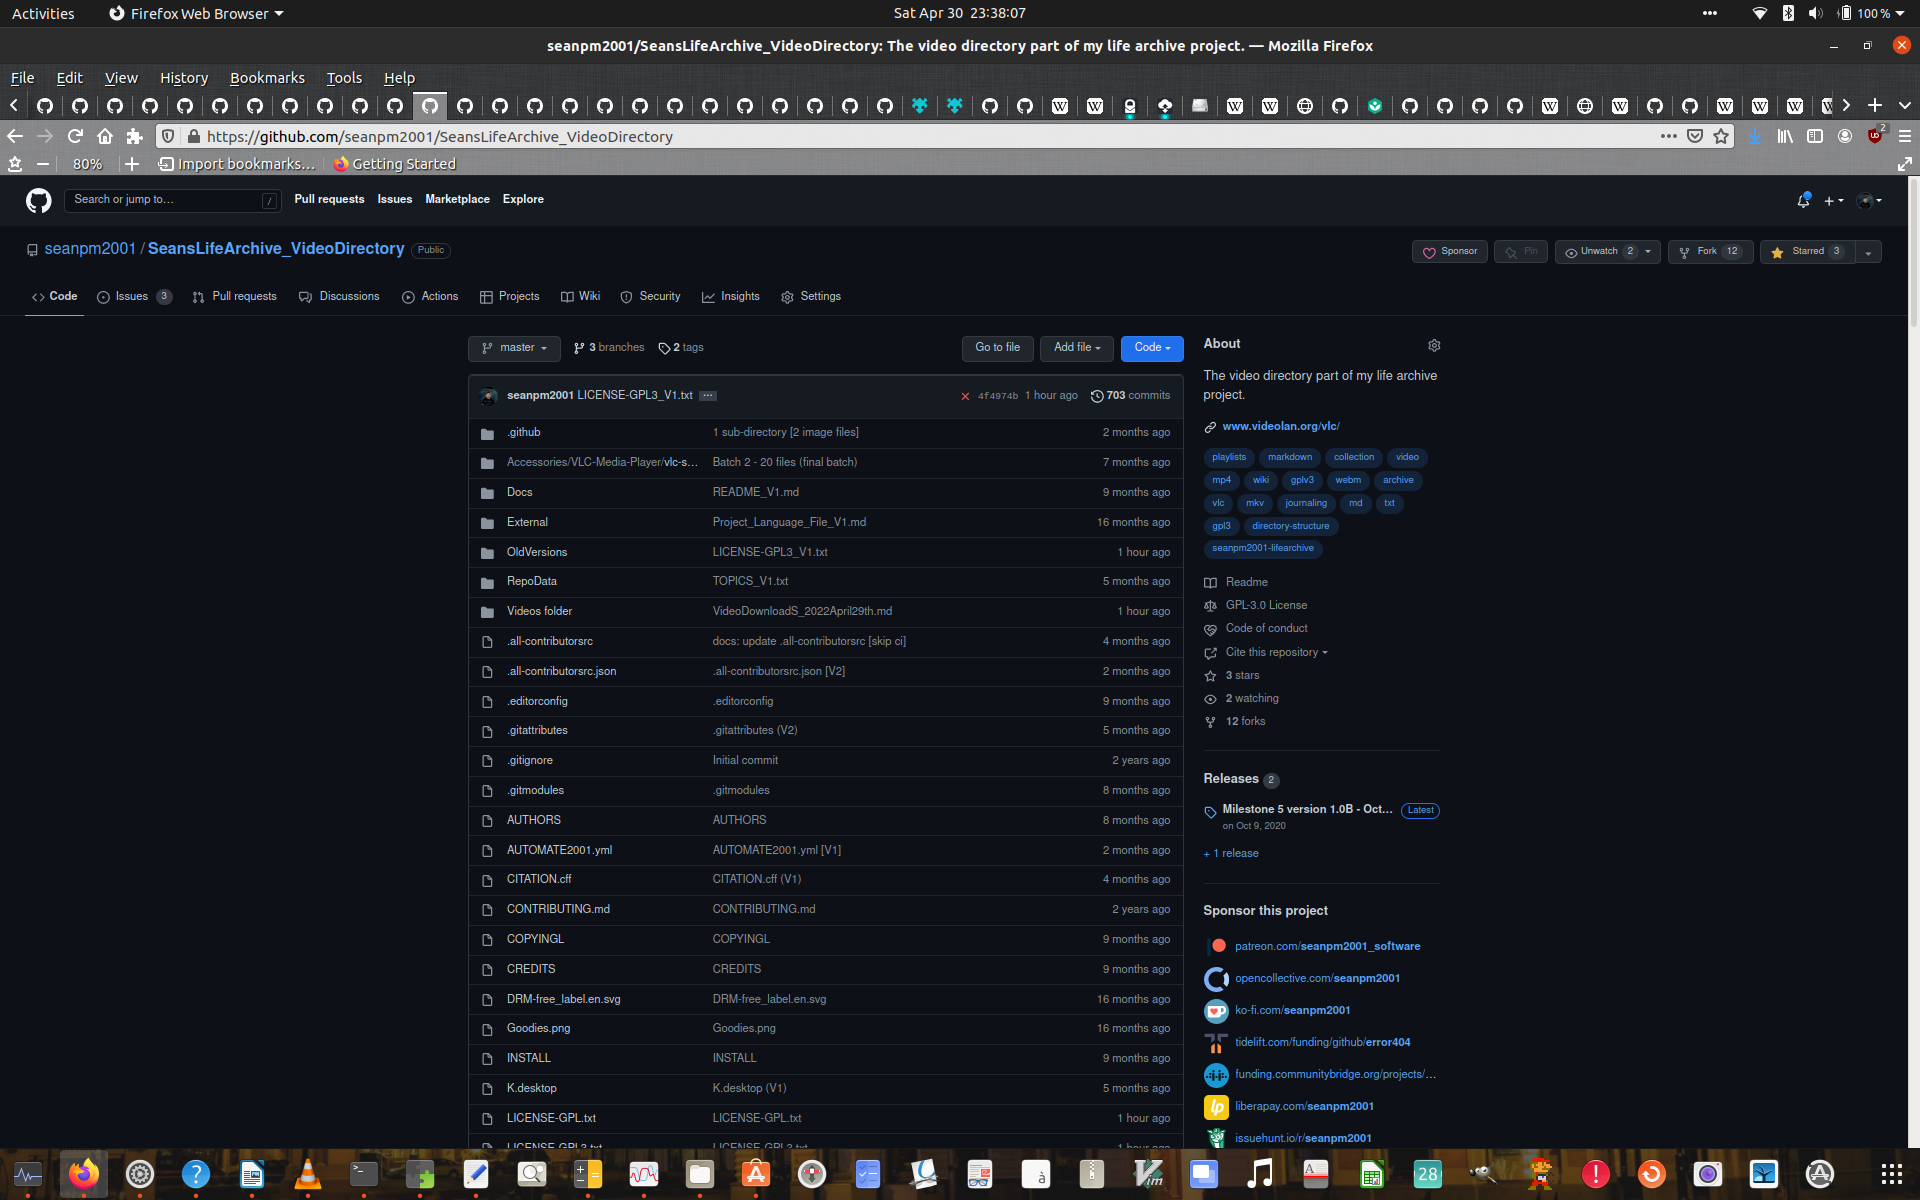 Activities
Firefox Web Browser
Sat Apr 30 23:38:07
100 %
seanpm2001/SeansLifeArchive_VideoDirectory: The video directory part of my life archive project. — Mozilla Firefox
File Edit View History Bookmarks Tools Help
https://github.com/seanpm2001/SeansLifeArchive_VideoDirectory
2
80%
Import bookmarks…
Getting Started
Search or jump to…
/
Pull requests Issues Marketplace Explore
seanpm2001 / SeansLifeArchive_VideoDirectory Public
Sponsor
Pin
Unwatch 2
Fork 12
Starred 3
Code
Issues 3
Pull requests
Discussions
Actions
Projects
Wiki
Security
Insights
Settings
master
3 branches
2 tags
Go to file
Add file
Code
seanpm2001 LICENSE-GPL3_V1.txt ...
4f4974b 1 hour ago
703 commits
.github 1 sub-directory [2 image files] 2 months ago
Accessories/VLC-Media-Player/vlc-s… Batch 2 - 20 files (final batch) 7 months ago
Docs README_V1.md 9 months ago
External Project_Language_File_V1.md 16 months ago
OldVersions LICENSE-GPL3_V1.txt 1 hour ago
RepoData TOPICS_V1.txt 5 months ago
Videos folder VideoDownloadS_2022April29th.md 1 hour ago
.all-contributorsrc docs: update .all-contributorsrc [skip ci] 4 months ago
.all-contributorsrc.json .all-contributorsrc.json [V2] 2 months ago
.editorconfig .editorconfig 9 months ago
.gitattributes .gitattributes (V2) 5 months ago
.gitignore Initial commit 2 years ago
.gitmodules .gitmodules 8 months ago
AUTHORS AUTHORS 8 months ago
AUTOMATE2001.yml AUTOMATE2001.yml [V1] 2 months ago
CITATION.cff CITATION.cff (V1) 4 months ago
CONTRIBUTING.md CONTRIBUTING.md 2 years ago
COPYINGL COPYINGL 9 months ago
CREDITS CREDITS 9 months ago
DRM-free_label.en.svg DRM-free_label.en.svg 16 months ago
Goodies.png Goodies.png 16 months ago
INSTALL INSTALL 9 months ago
K.desktop K.desktop (V1) 5 months ago
LICENSE-GPL.txt LICENSE-GPL.txt 1 hour ago
LICENSE-GPL3.txt LICENSE-GPL3.txt 1 hour ago
About
The video directory part of my life archive
project.
www.videolan.org/vlc/
playlists markdown collection video
mp4 wiki gplv3 webm archive
vlc mkv journaling md txt
gpl3 directory-structure
seanpm2001-lifearchive
Readme
GPL-3.0 License
Code of conduct
Cite this repository
3 stars
2 watching
12 forks
Releases 2
Milestone 5 version 1.0B - Oct… Latest
on Oct 9, 2020
+ 1 release
Sponsor this project
patreon.com/seanpm2001_software
opencollective.com/seanpm2001
ko-fi.com/seanpm2001
tidelift.com/funding/github/error404
funding.communitybridge.org/projects/…
liberapay.com/seanpm2001
issuehunt.io/r/seanpm2001
28